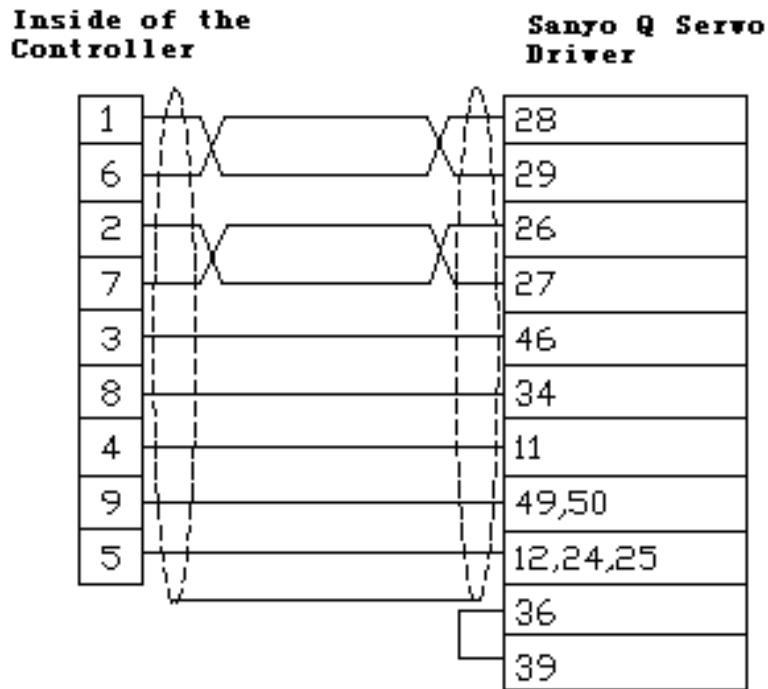 Inside of the
Controller
Sanyo Q Servo
Driver
1 28
6 29
2 26
7 27
3 46
8 34
4 11
9 49,50
5 12,24,25
36
39